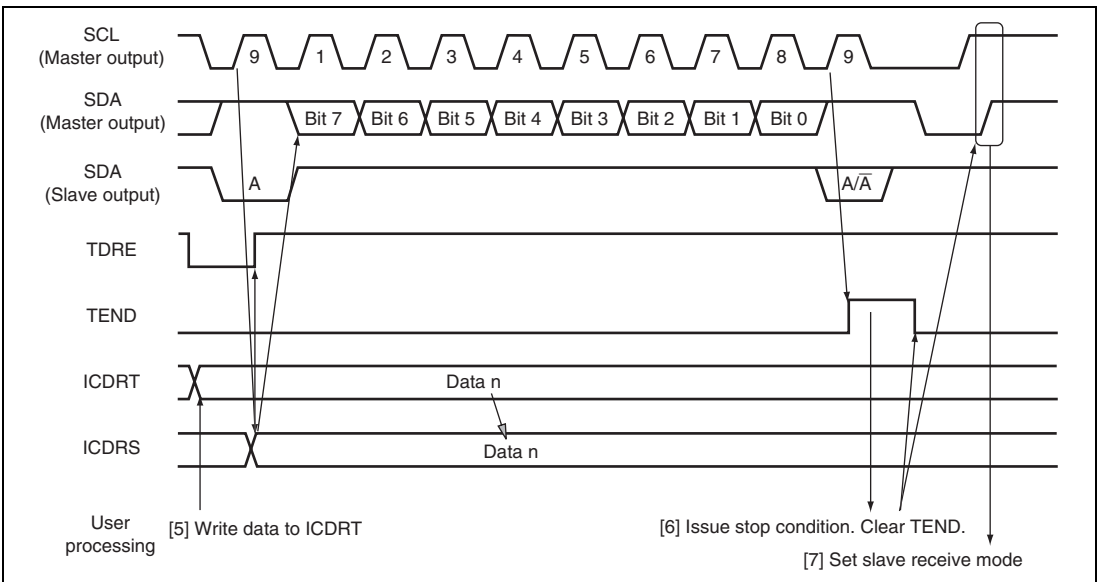 SCL
(Master output)
9 1 2 3 4 5 6 7 8 9
SDA
(Master output)
Bit 7 Bit 6 Bit 5 Bit 4 Bit 3 Bit 2 Bit 1 Bit 0
SDA
(Slave output)
A A/A̅
TDRE
TEND
ICDRT
Data n
ICDRS
Data n
User
processing
[5] Write data to ICDRT
[6] Issue stop condition. Clear TEND.
[7] Set slave receive mode